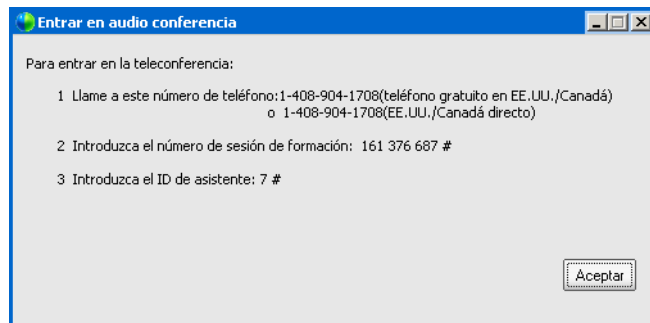 Entrar en audio conferencia
Para entrar en la teleconferencia:
1 Llame a este número de teléfono:1-408-904-1708(teléfono gratuito en EE.UU./Canadá)
o 1-408-904-1708(EE.UU./Canadá directo)
2 Introduzca el número de sesión de formación: 161 376 687 #
3 Introduzca el ID de asistente: 7 #
Aceptar